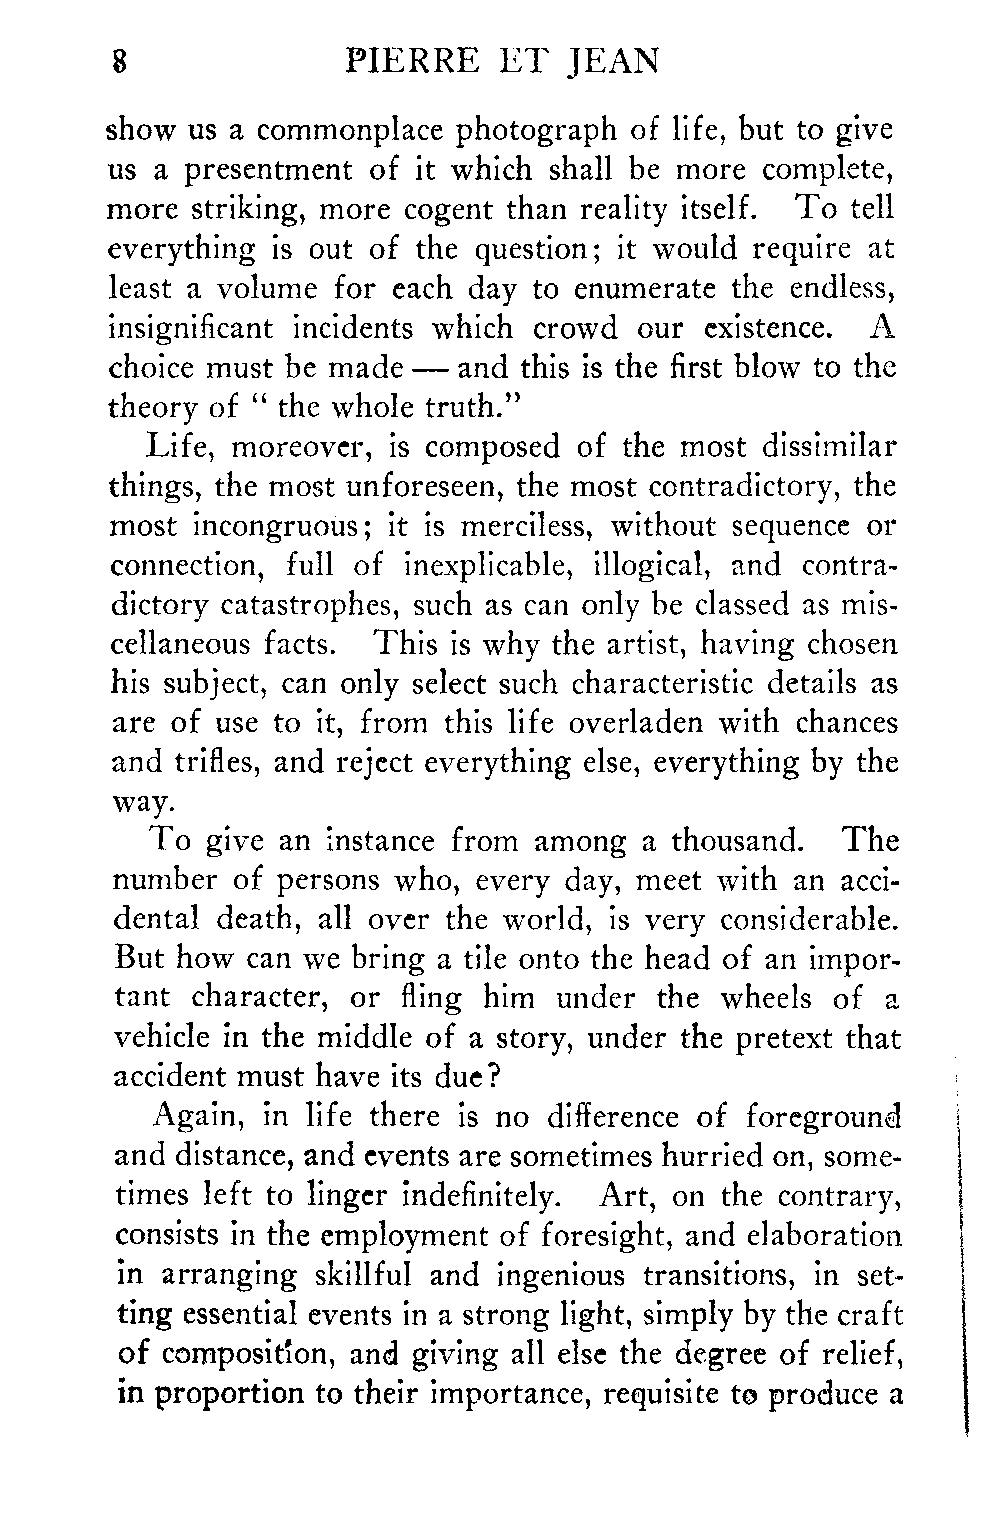 8 PIERRE ET JEAN
show us a commonplace photograph of life, but to give
us a presentment of it which shall be more complete,
more striking, more cogent than reality itself. To tell
everything is out of the question; it would require at
least a volume for each day to enumerate the endless,
insignificant incidents which crowd our existence. A
choice must be made — and this is the first blow to the
theory of “ the whole truth.”
Life, moreover, is composed of the most dissimilar
things, the most unforeseen, the most contradictory, the
most incongruous; it is merciless, without sequence or
connection, full of inexplicable, illogical, and contra-
dictory catastrophes, such as can only be classed as mis-
cellaneous facts. This is why the artist, having chosen
his subject, can only select such characteristic details as
are of use to it, from this life overladen with chances
and trifles, and reject everything else, everything by the
way.
To give an instance from among a thousand. The
number of persons who, every day, meet with an acci-
dental death, all over the world, is very considerable.
But how can we bring a tile onto the head of an impor-
tant character, or fling him under the wheels of a
vehicle in the middle of a story, under the pretext that
accident must have its due?
Again, in life there is no difference of foreground
and distance, and events are sometimes hurried on, some-
times left to linger indefinitely. Art, on the contrary,
consists in the employment of foresight, and elaboration
in arranging skillful and ingenious transitions, in set-
ting essential events in a strong light, simply by the craft
of composition, and giving all else the degree of relief,
in proportion to their importance, requisite to produce a